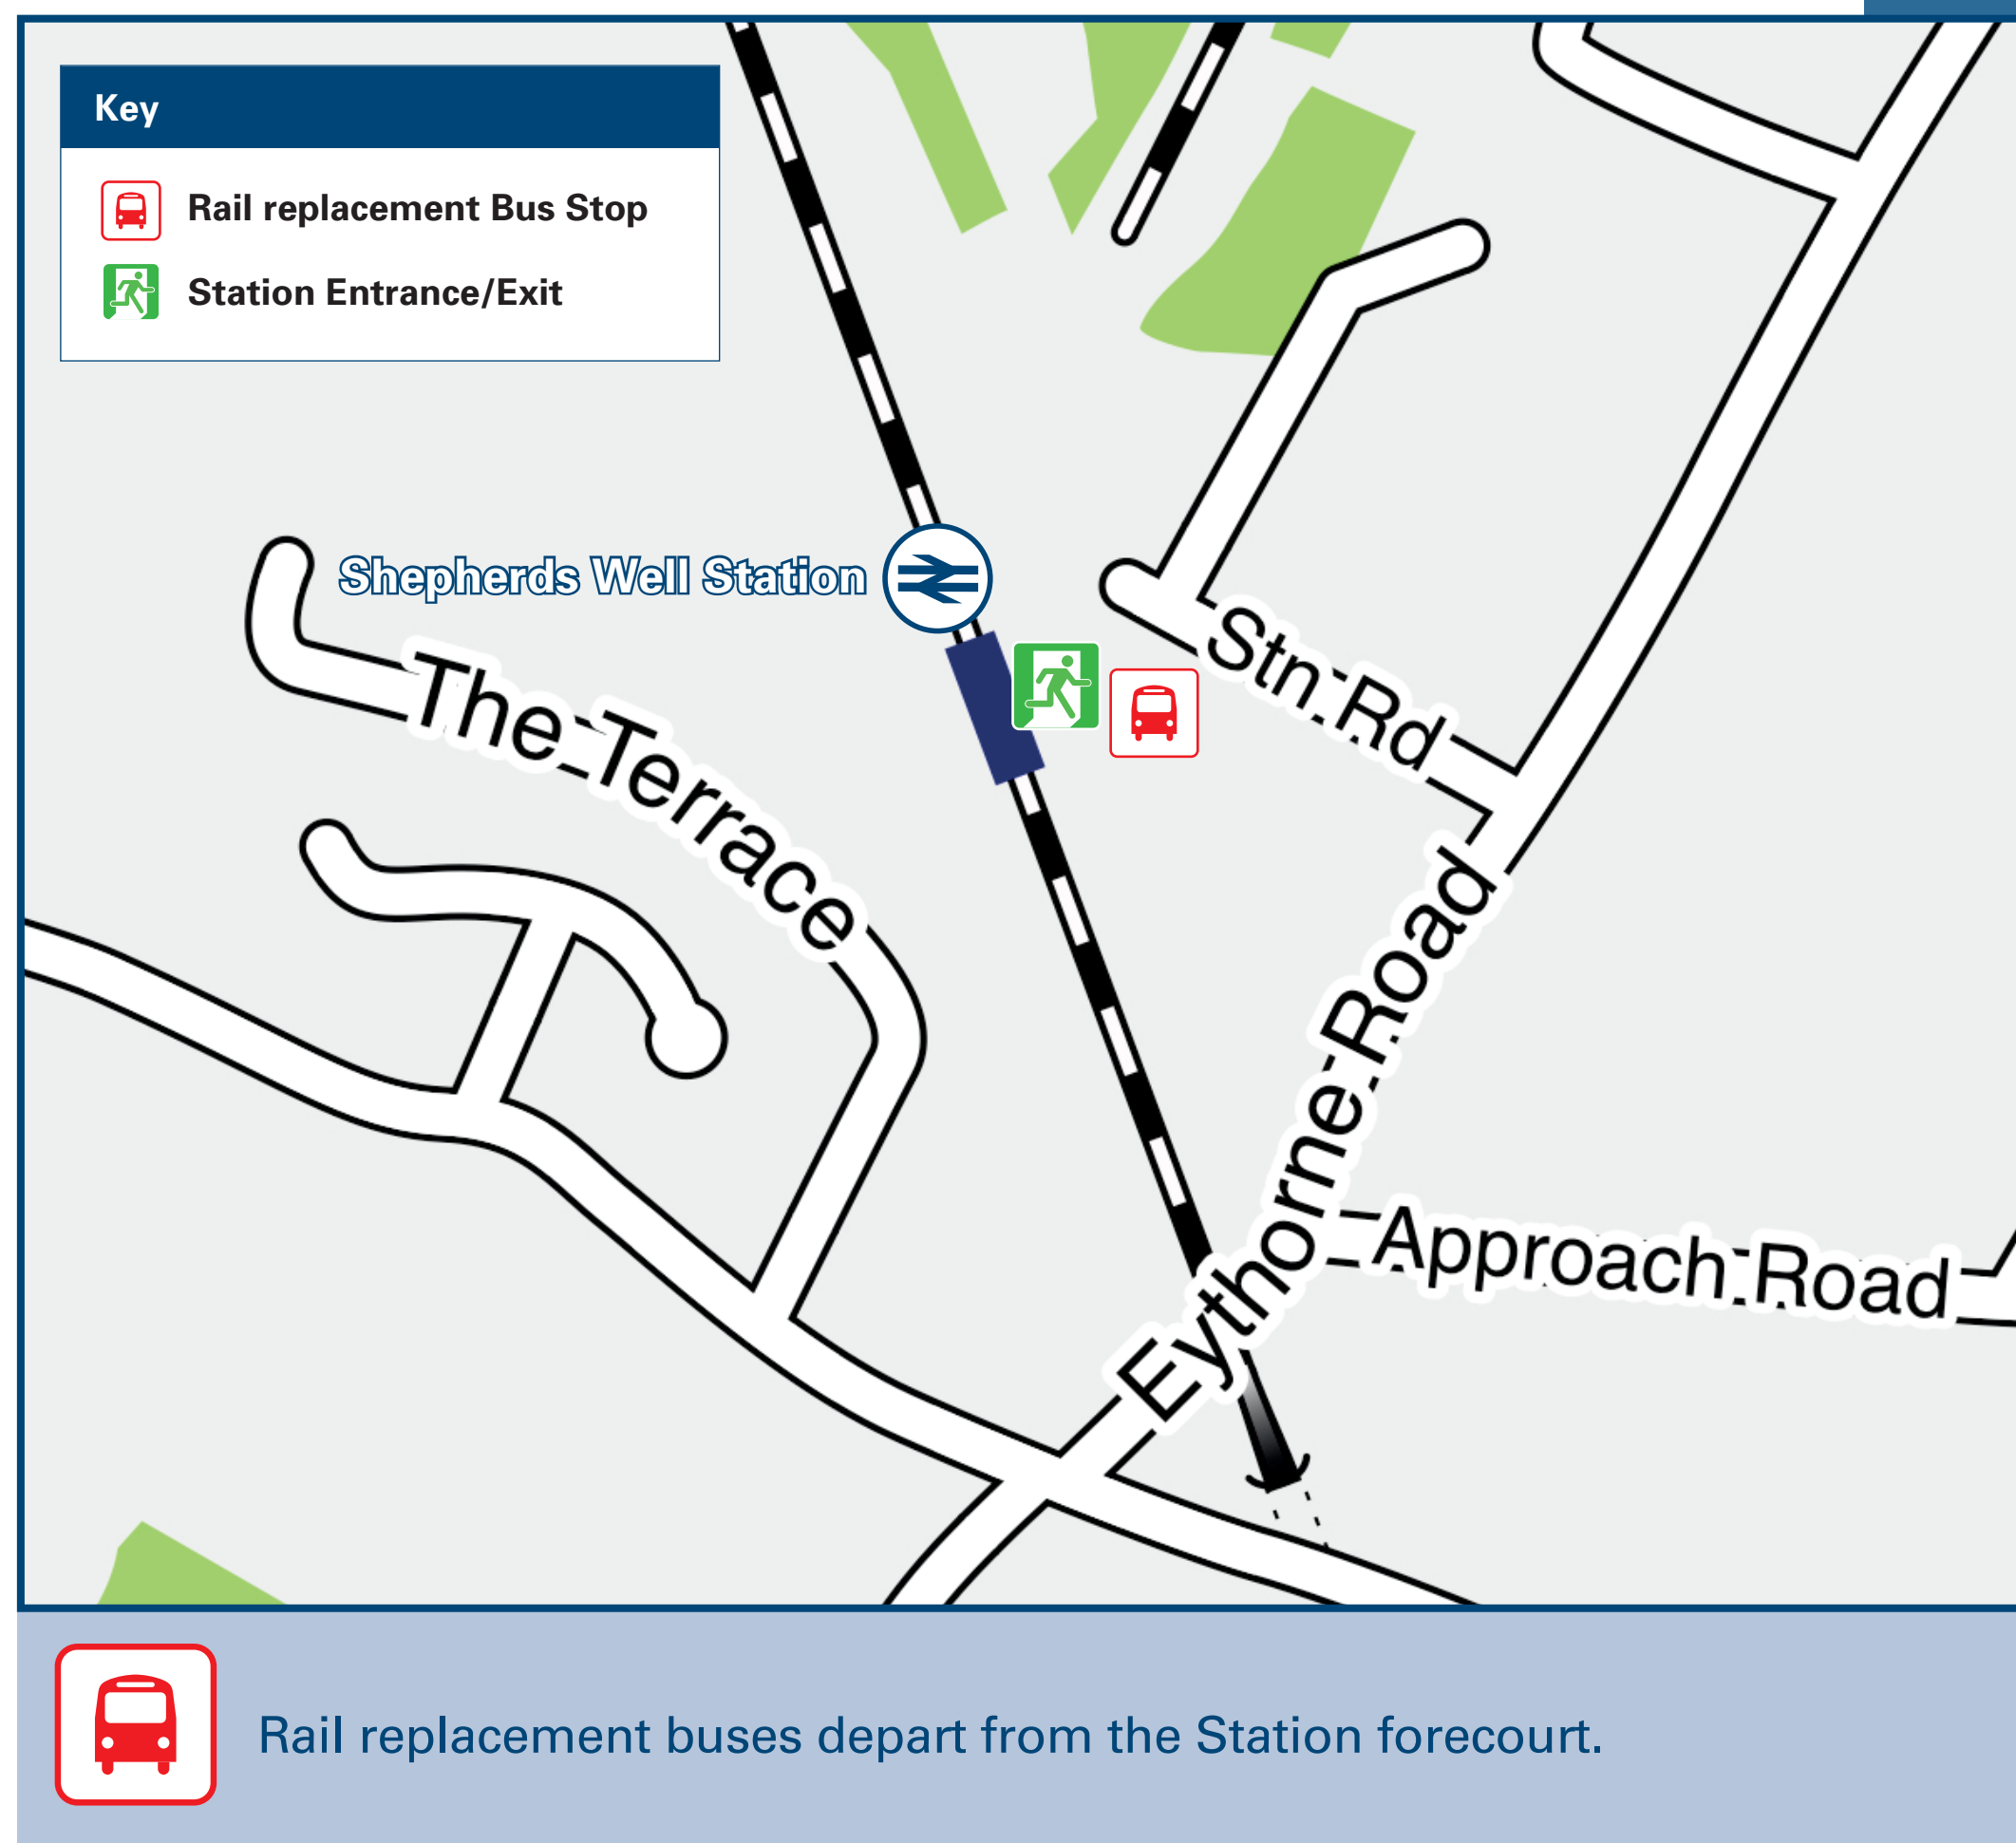 Key
Rail replacement Bus Stop
Station Entrance/Exit
Shepherds Well Station
The Terrace
Stn Rd
Eythorne Road
Approach Road
Rail replacement buses depart from the Station forecourt.